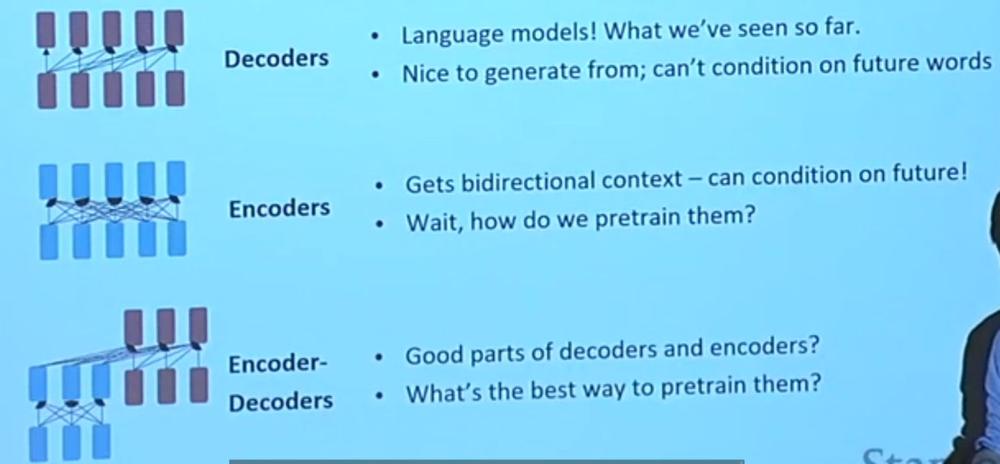 Decoders
• Language models! What we've seen so far.
• Nice to generate from; can't condition on future words
Encoders
• Gets bidirectional context – can condition on future!
• Wait, how do we pretrain them?
Encoder-
Decoders
• Good parts of decoders and encoders?
• What's the best way to pretrain them?